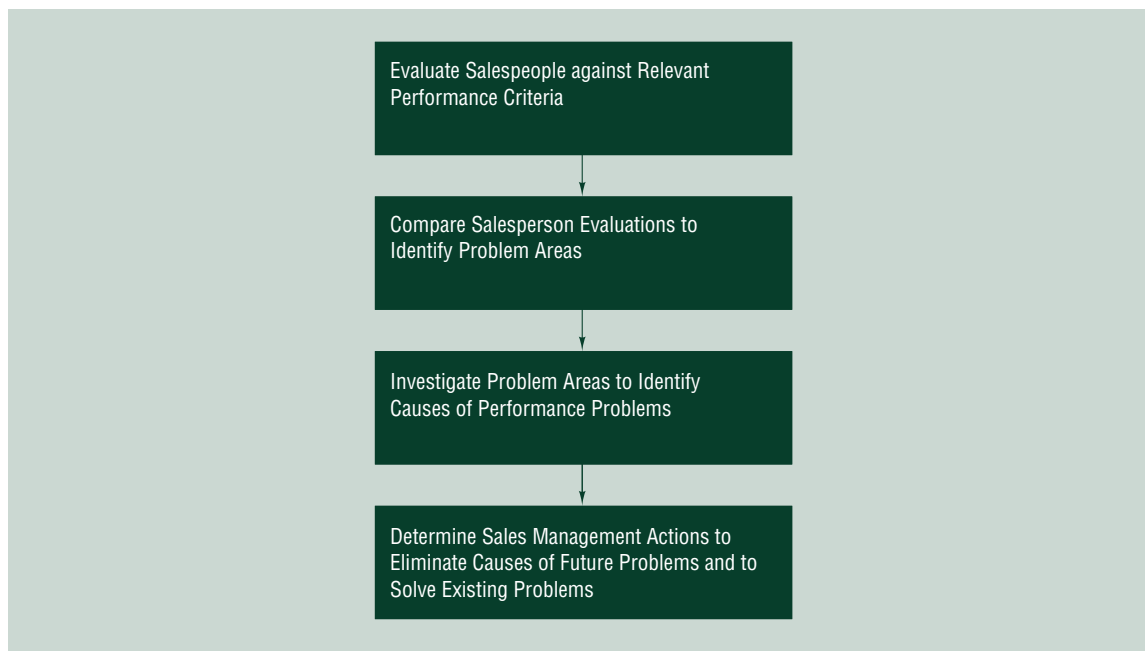 Evaluate Salespeople against Relevant
Performance Criteria
Compare Salesperson Evaluations to
Identify Problem Areas
Investigate Problem Areas to Identify
Causes of Performance Problems
Determine Sales Management Actions to
Eliminate Causes of Future Problems and to
Solve Existing Problems